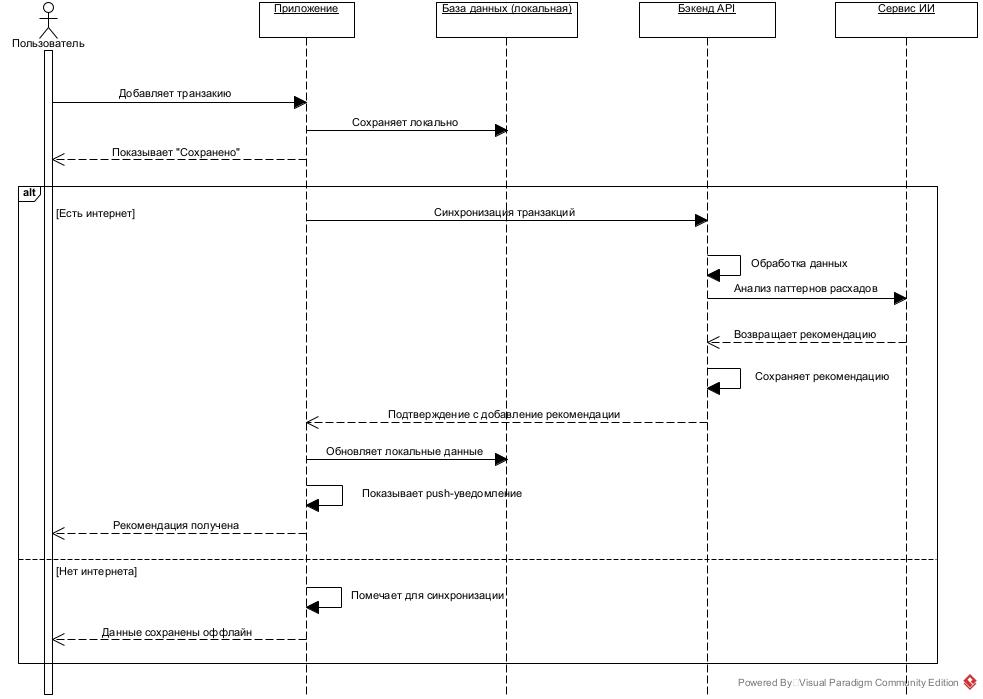 Приложение
База данных (локальная)
Бэкенд API
Сервис ИИ
Пользователь
Добавляет транзакию
Сохраняет локально
Показывает "Сохранено"
alt
[Есть интернет]
Синхронизация транзакций
Обработка данных
Анализ паттернов расхадов
Возвращает рекомендацию
Сохраняет рекомендацию
Подтверждение с добавление рекомендации
Обновляет локальные данные
Показывает push-уведомление
Рекомендация получена
[Нет интернета]
Помечает для синхронизации
Данные сохранены оффлайн
Powered By Visual Paradigm Community Edition